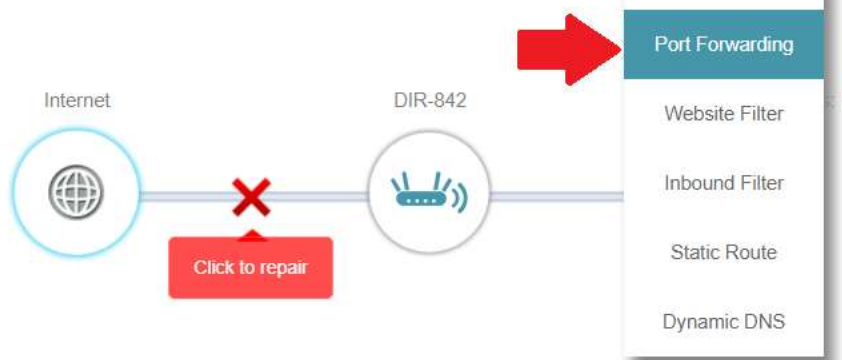 Internet
DIR-842
Click to repair
Port Forwarding
Website Filter
Inbound Filter
Static Route
Dynamic DNS